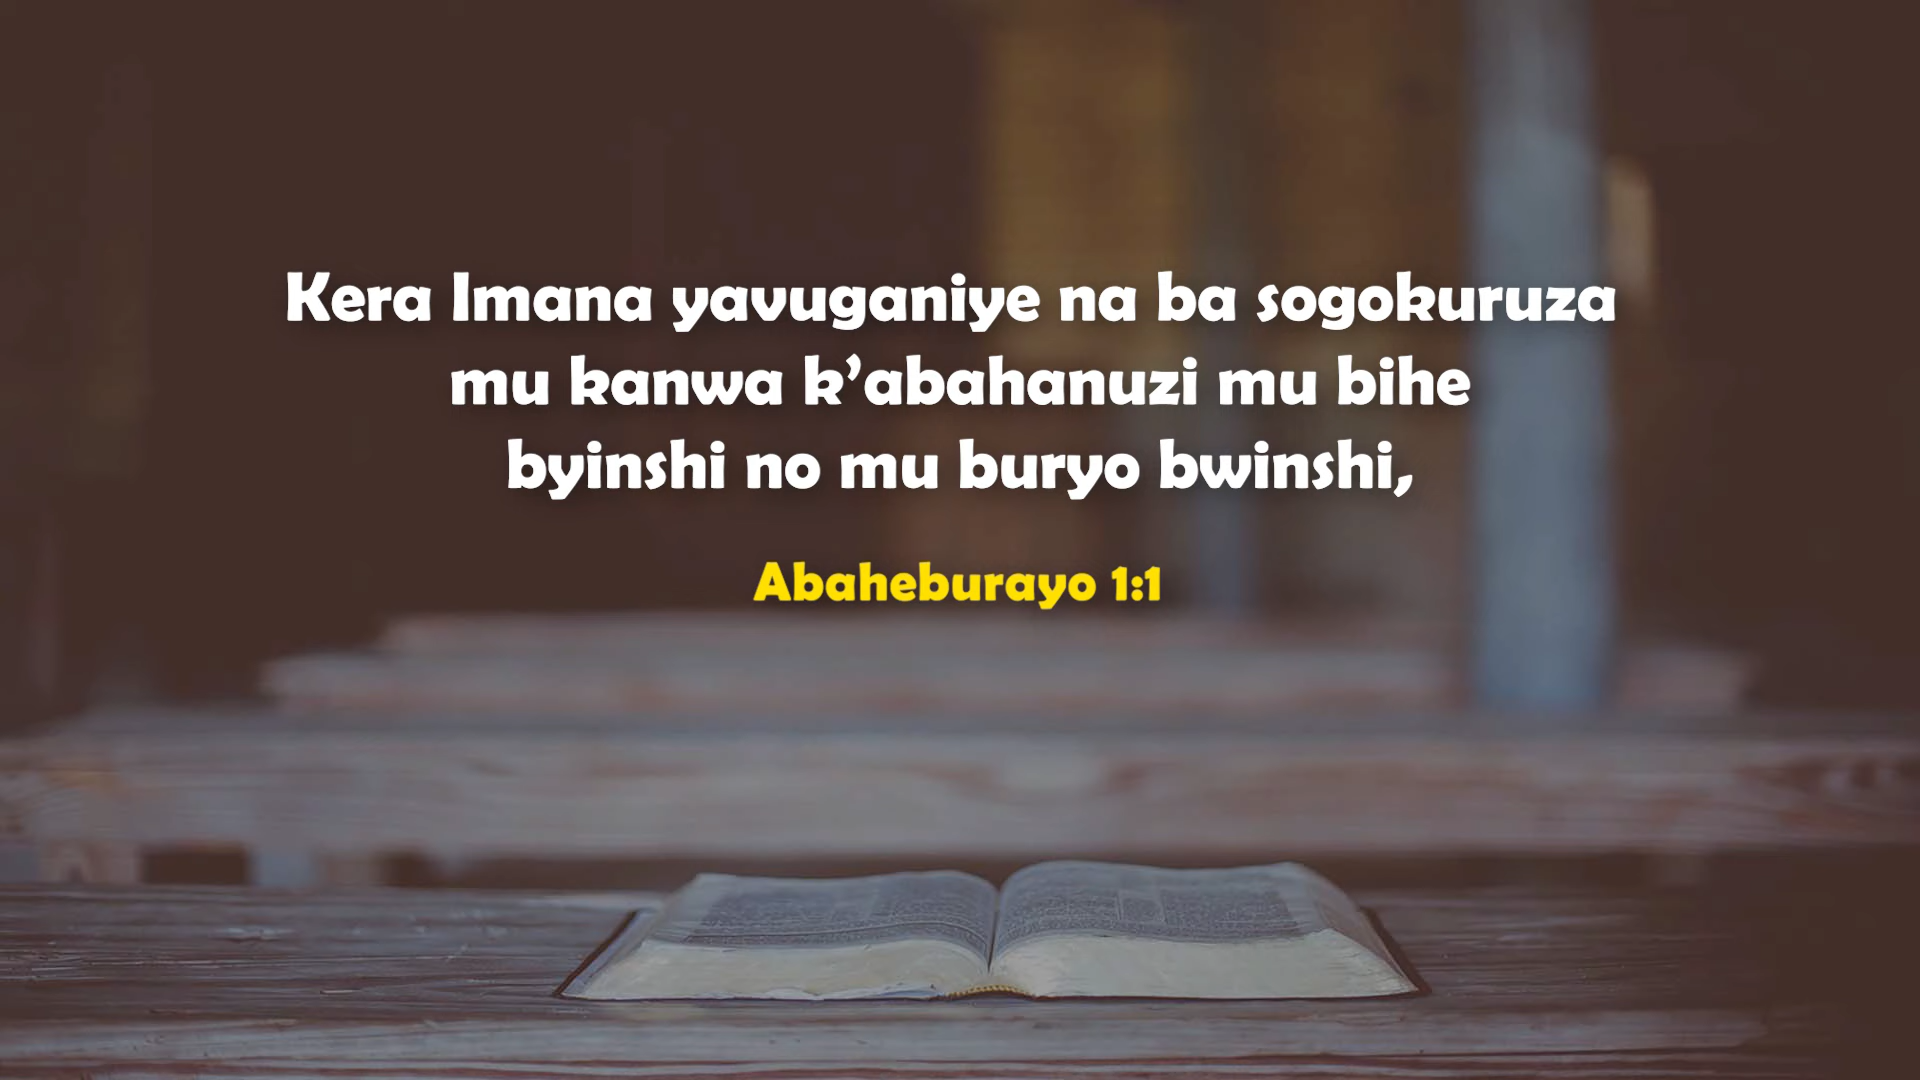 Kera Imana yavuganiye na ba sogokuruza
mu kanwa k’abahanuzi mu bihe
byinshi no mu buryo bwinshi,
Abaheburayo 1:1